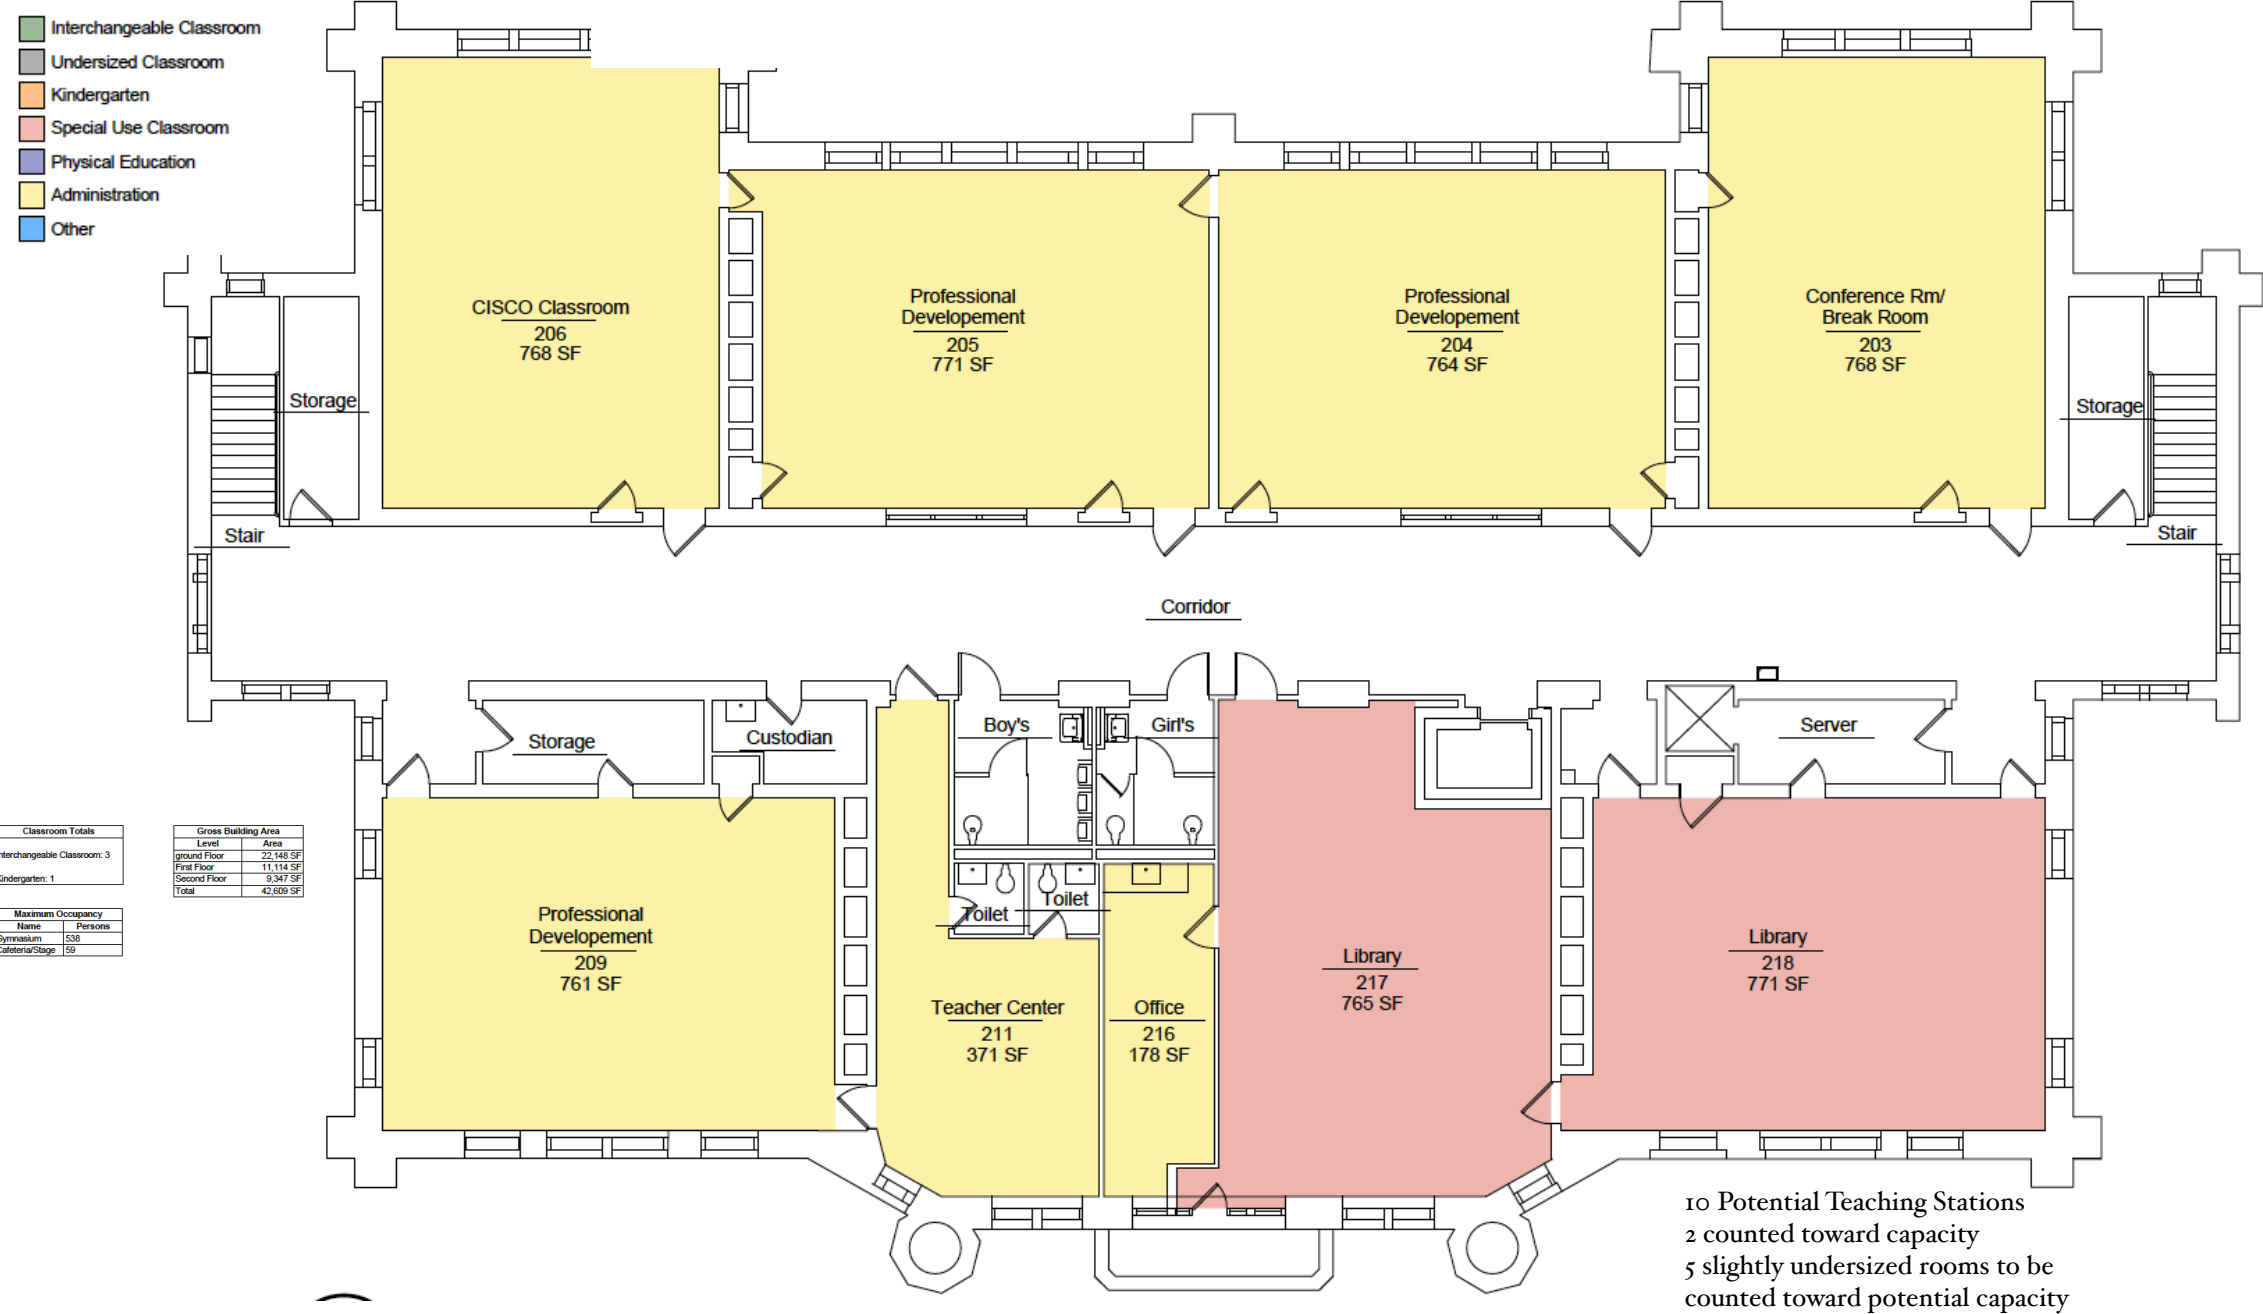 Interchangeable Classroom
Undersized Classroom
Kindergarten
Special Use Classroom
Physical Education
Administration
Other
CISCO Classroom
206
768 SF
Professional
Developement
205
771 SF
Professional
Developement
204
764 SF
Conference Rm/
Break Room
203
768 SF
Storage
Storage
Stair
Stair
Corridor
Storage
Custodian
Boy's
Girl's
Server
Toilet
Toilet
Professional
Developement
209
761 SF
Teacher Center
211
371 SF
Office
216
178 SF
Library
217
765 SF
Library
218
771 SF
Classroom Totals
nterchangeable Classroom: 3
Kindergarten: 1
Maximum Occupancy
Name Persons
Gymnasium 538
Cafeteria/Stage 59
Gross Building Area
Level Area
ground Floor 22,148 SF
First Floor 11,114 SF
Second Floor 9,347 SF
Total 42,609 SF
10 Potential Teaching Stations
2 counted toward capacity
5 slightly undersized rooms to be
counted toward potential capacity